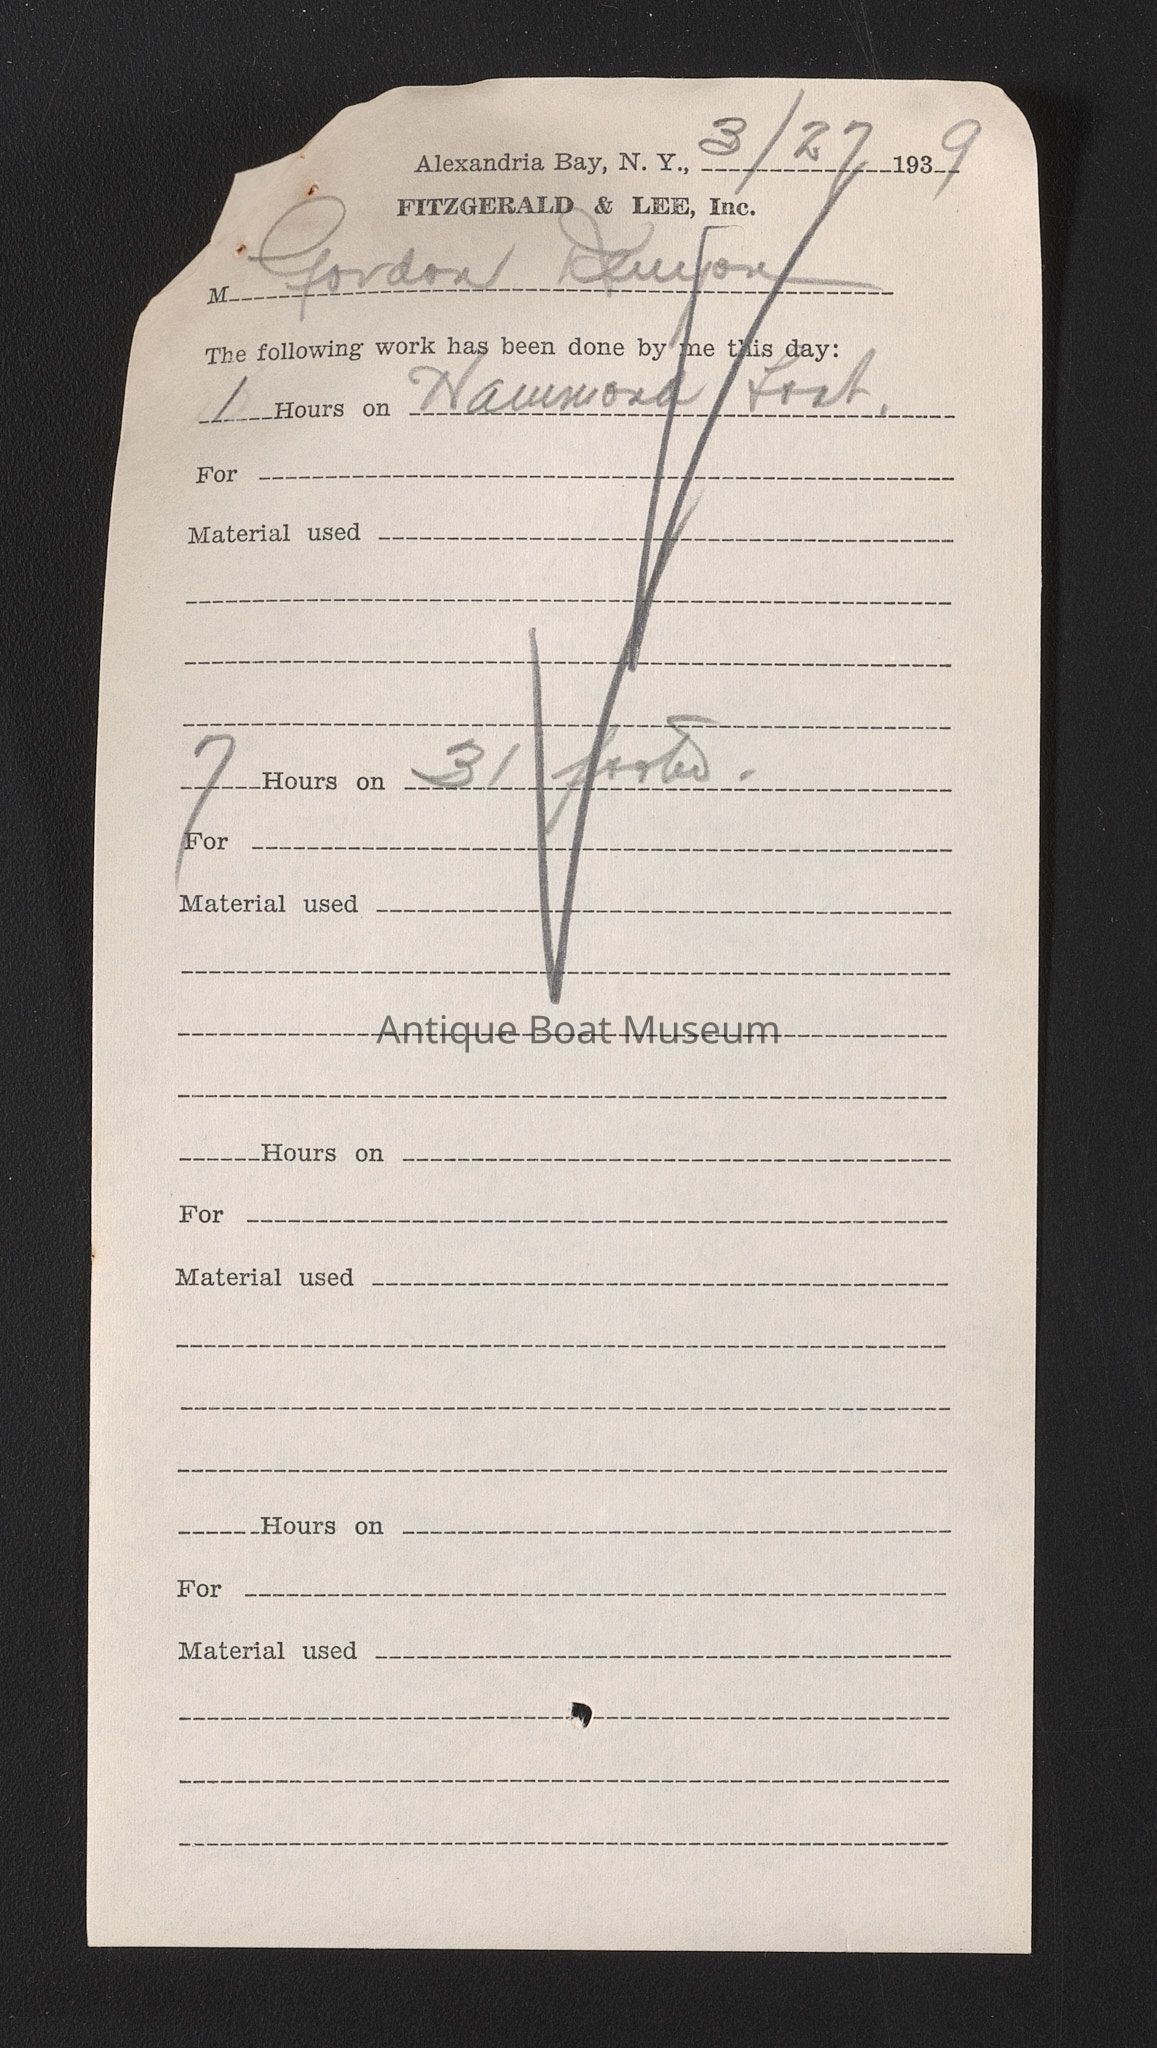 Alexandria Bay, N. Y., 3/27 1939
FITZGERALD & LEE, Inc.
M Gordon
The following work has been done by me this day:
1 Hours on Hammond
For
Material used
7 Hours on 31
For
Material used
Antique Boat Museum
Hours on
For
Material used
Hours on
For
Material used